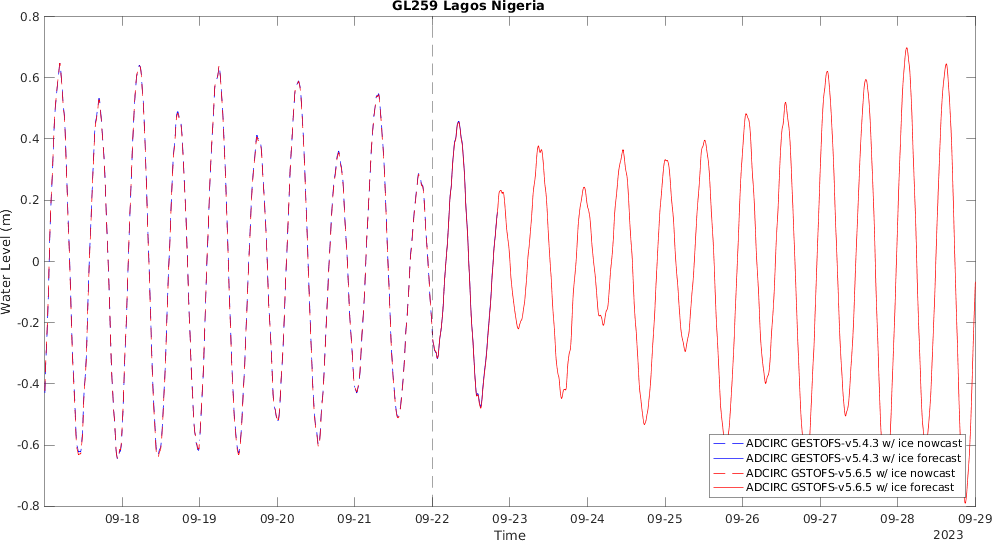 GL259 Lagos Nigeria
0.8
0.6
0.4
0.2
0
-0.2
-0.4
-0.6
-0.8
Water Level (m)
ADCIRC GESTOFS-v5.4.3 w/ ice nowcast
ADCIRC GESTOFS-v5.4.3 w/ ice forecast
ADCIRC GSTOFS-v5.6.5 w/ ice nowcast
ADCIRC GSTOFS-v5.6.5 w/ ice forecast
09-18 09-19 09-20 09-21 09-22 09-23 09-24 09-25 09-26 09-27 09-28 09-29
Time
2023